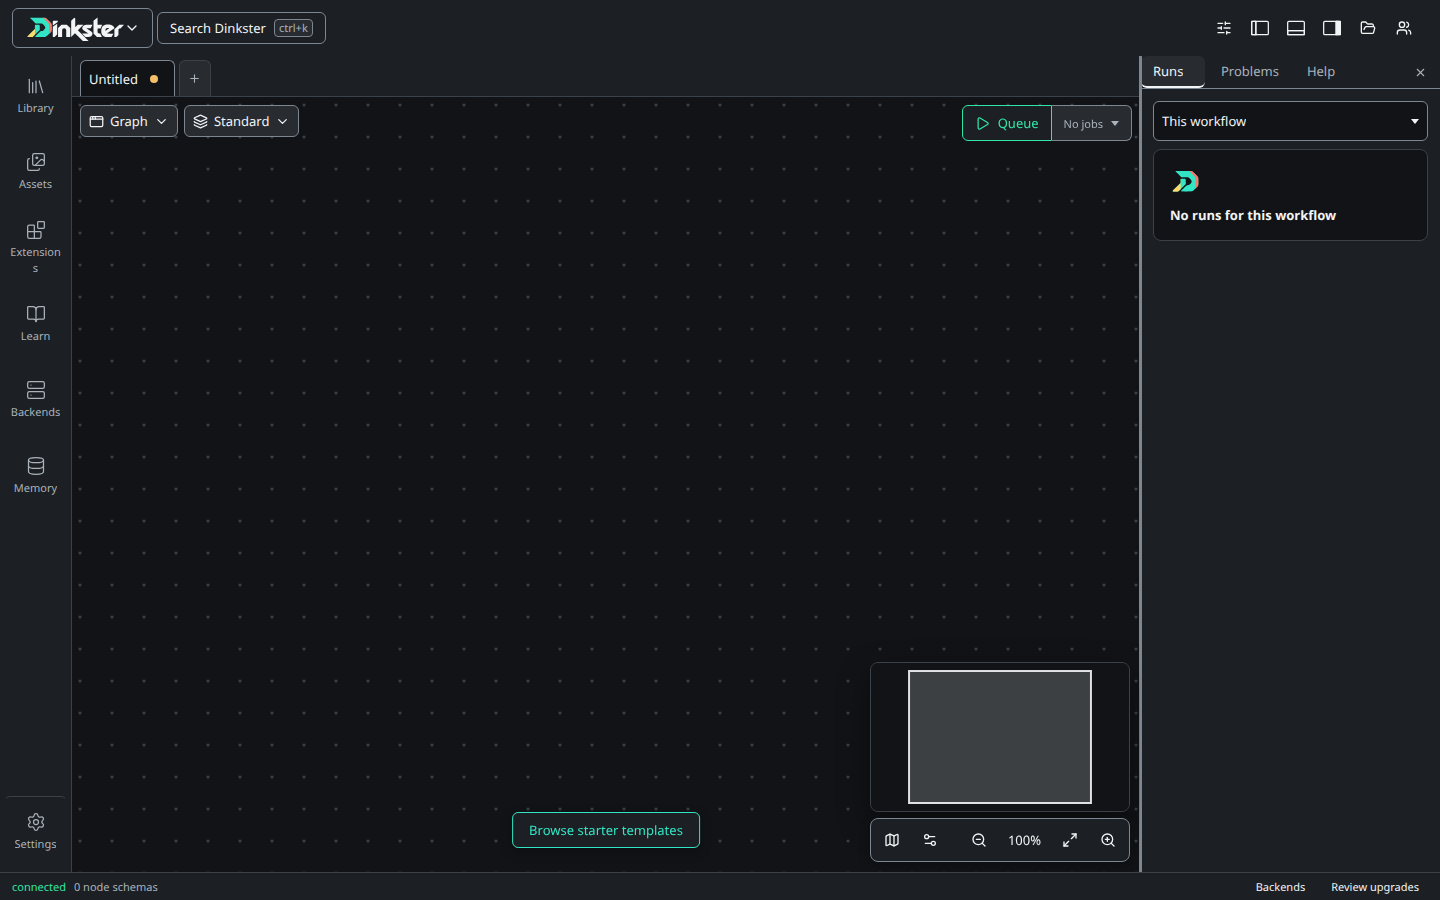 Dinkster
Search Dinkster ctrl+k
Library
Assets
Extension
s
Learn
Backends
Memory
Settings
Untitled
+
Graph
Standard
Queue
No jobs
Runs
Problems
Help
This workflow
No runs for this workflow
Browse starter templates
100%
connected
0 node schemas
Backends
Review upgrades